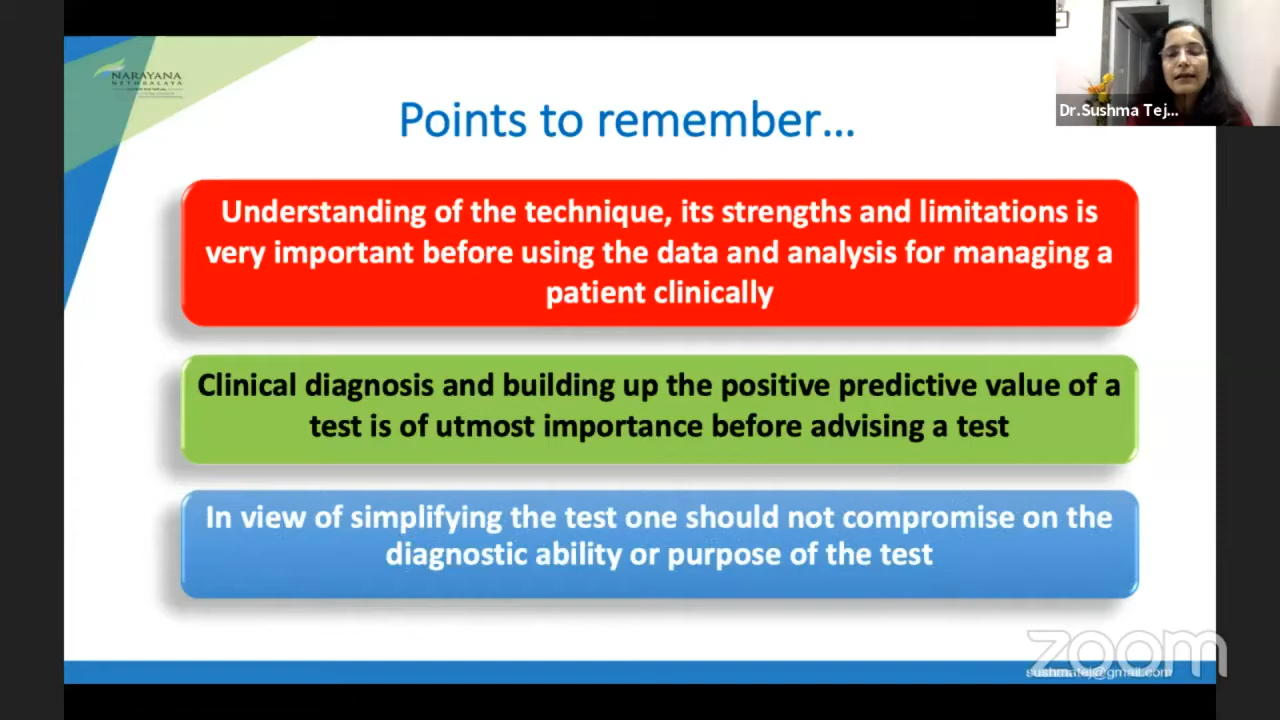 NARAYANA
NETHRALAYA
Points to remember...
Dr.Sushma Tej...
Understanding of the technique, its strengths and limitations is
very important before using the data and analysis for managing a
patient clinically
Clinical diagnosis and building up the positive predictive value of a
test is of utmost importance before advising a test
In view of simplifying the test one should not compromise on the
diagnostic ability or purpose of the test
zoom
sushmatej@gmail.com